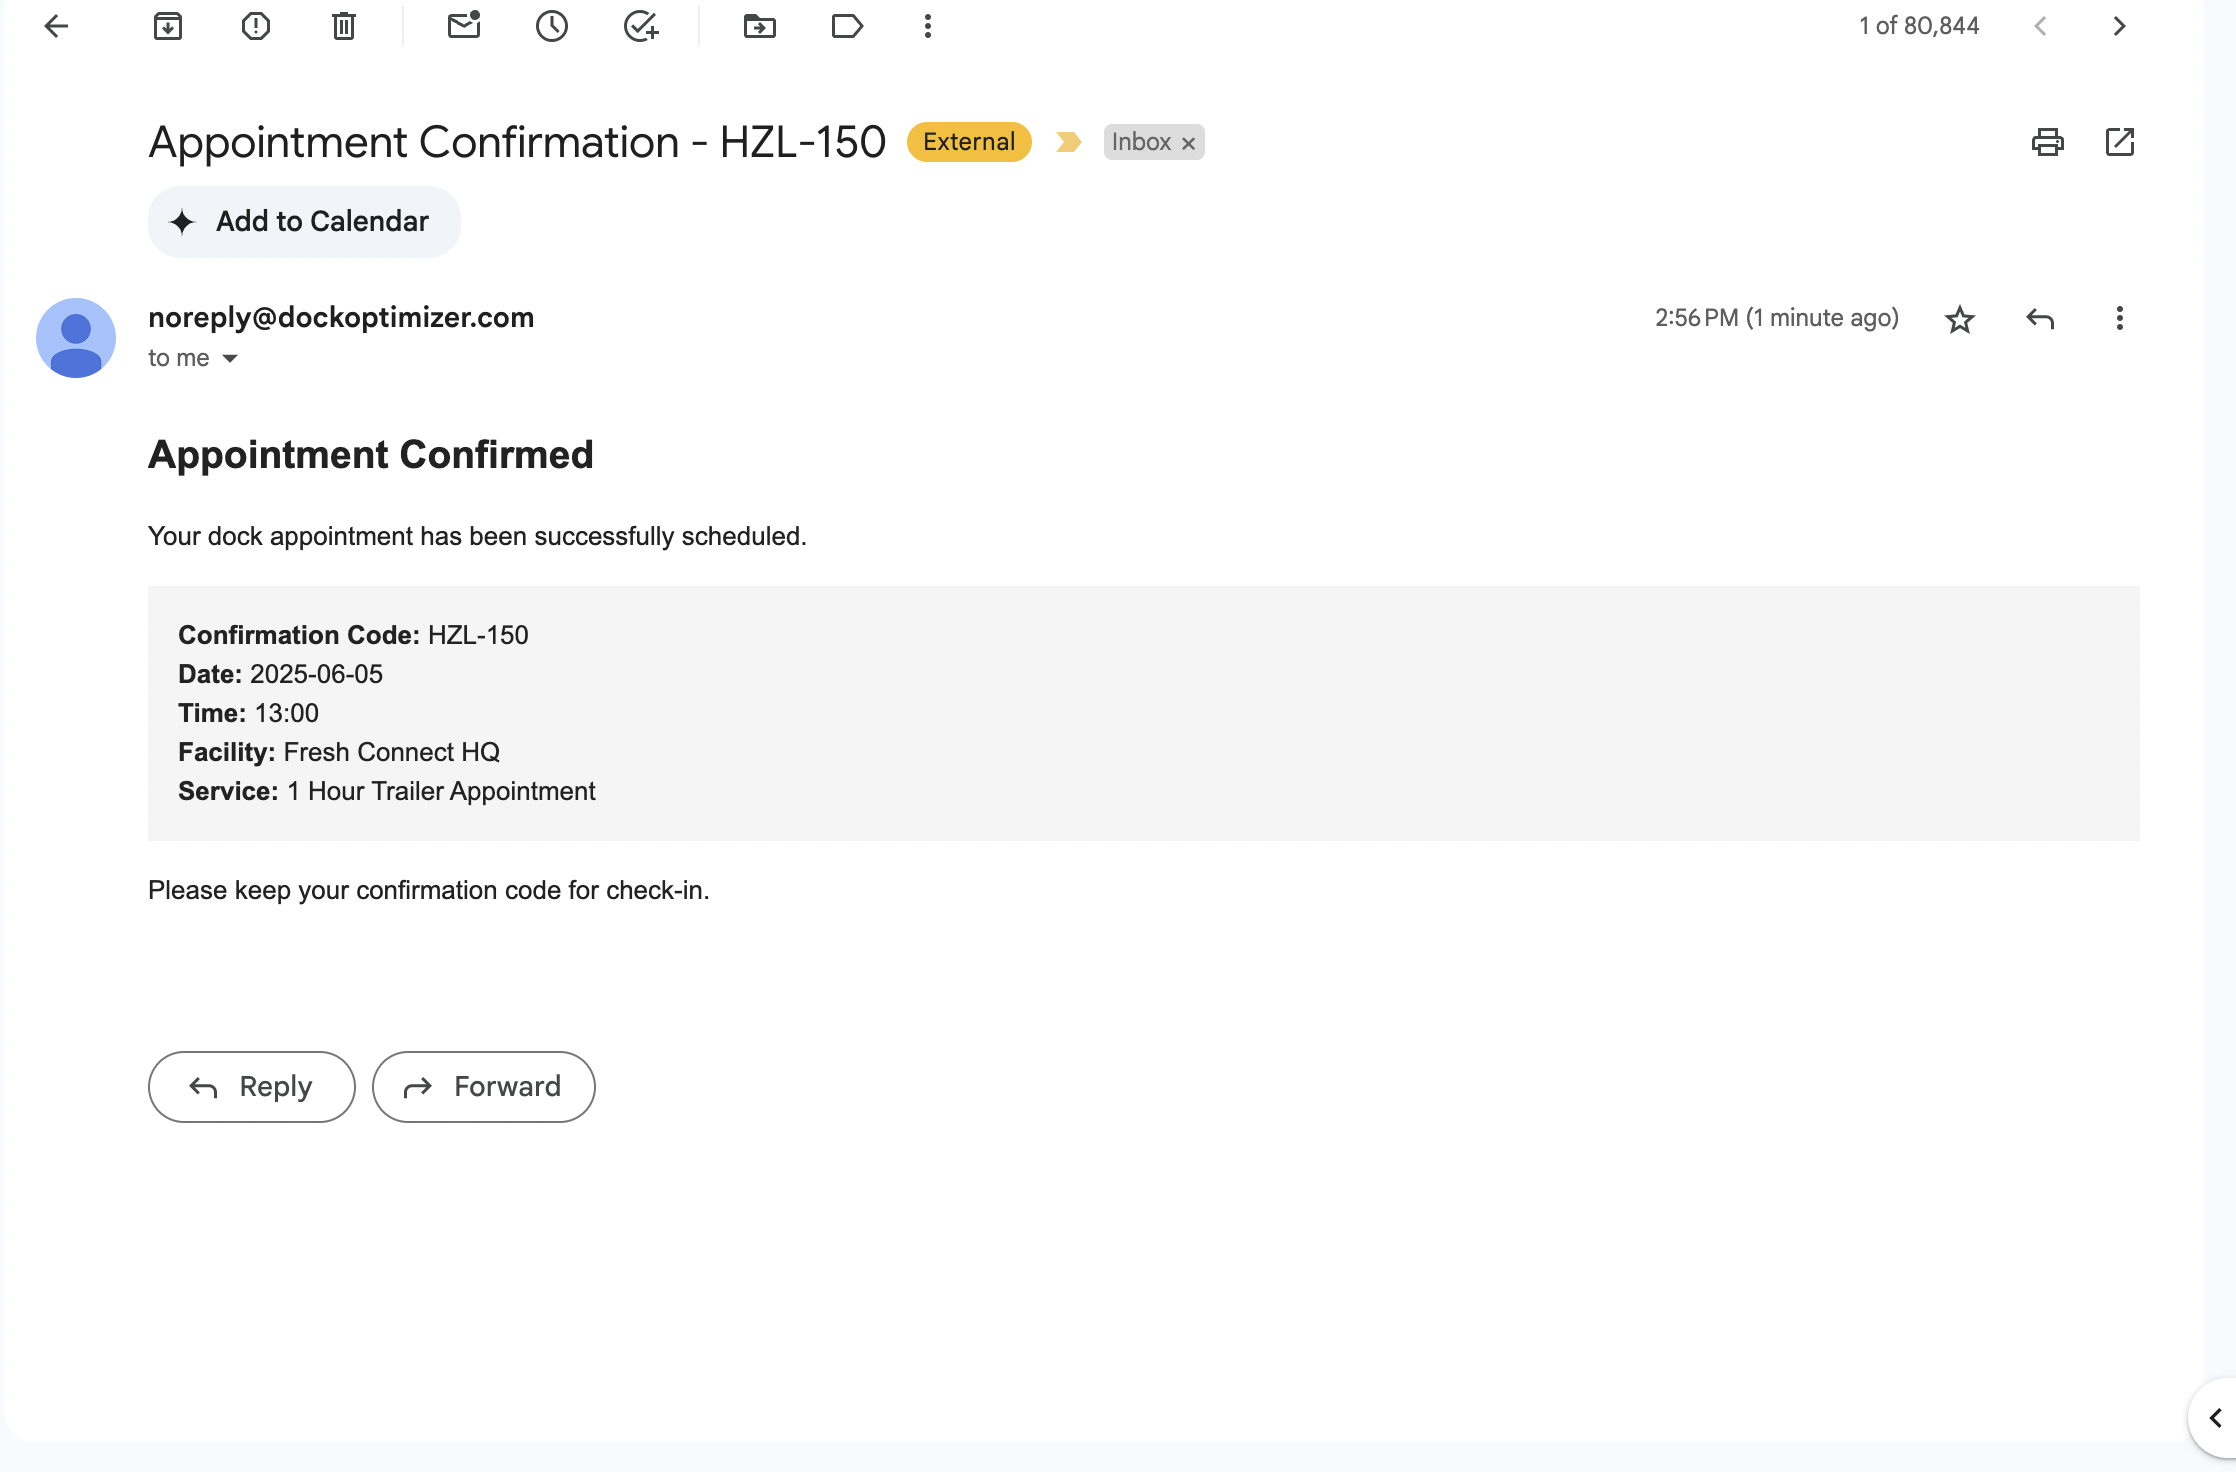 1 of 80,844
Appointment Confirmation - HZL-150 External Inbox ×
Add to Calendar
noreply@dockoptimizer.com 2:56 PM (1 minute ago)
to me
Appointment Confirmed
Your dock appointment has been successfully scheduled.
Confirmation Code: HZL-150
Date: 2025-06-05
Time: 13:00
Facility: Fresh Connect HQ
Service: 1 Hour Trailer Appointment
Please keep your confirmation code for check-in.
Reply Forward